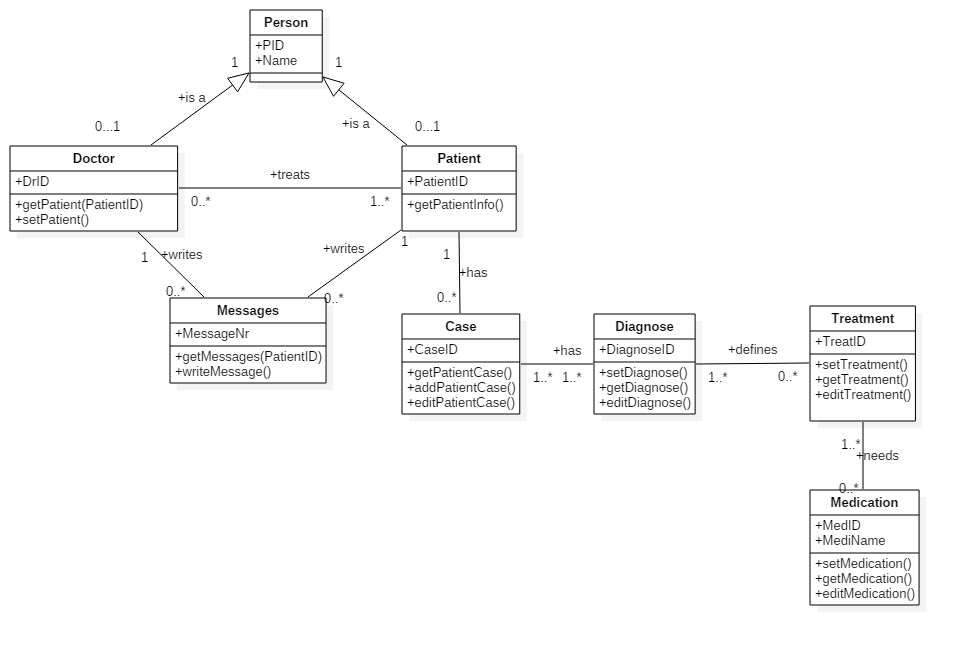 Person
+PID
+Name
1
1
+is a
+is a
0...1
0...1
Doctor
+DrID
+getPatient(PatientID)
+setPatient()
+treats
0..*
1..*
Patient
+PatientID
+getPatientInfo()
+writes
1
0..*
+writes
1
0..*
1
+has
0..*
Messages
+MessageNr
+getMessages(PatientID)
+writeMessage()
Case
+CaseID
+getPatientCase()
+addPatientCase()
+editPatientCase()
+has
1..*
1..*
Diagnose
+DiagnoseID
+setDiagnose()
+getDiagnose()
+editDiagnose()
+defines
1..*
0..*
Treatment
+TreatID
+setTreatment()
+getTreatment()
+editTreatment()
1..*
+needs
0..*
Medication
+MedID
+MediName
+setMedication()
+getMedication()
+editMedication()